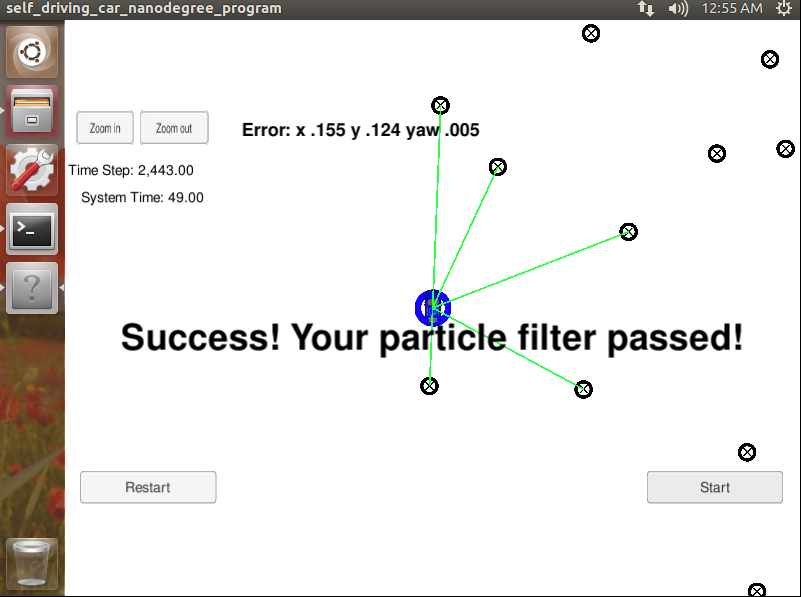 self_driving_car_nanodegree_program
12:55 AM
Zoom in
Zoom out
Error: x .155 y .124 yaw .005
Time Step: 2,443.00
System Time: 49.00
Success! Your particle filter passed!
Restart
Start